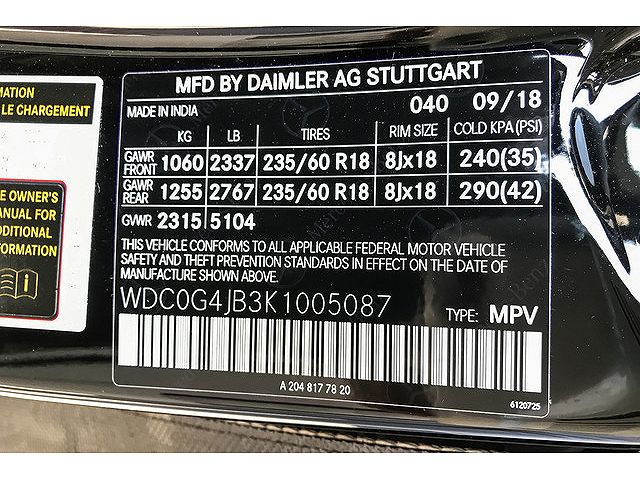 MATION
LE CHARGEMENT
E OWNER'S
ANUAL FOR
DDITIONAL
FORMATION
MFD BY DAIMLER AG STUTTGART
MADE IN INDIA 040 09/18
KG LB TIRES RIM SIZE COLD KPA(PSI)
GAWR FRONT 1060 2337 235/60 R18 8Jx18 240(35)
GAWR REAR 1255 2767 235/60 R18 8Jx18 290(42)
GVWR 2315 5104
THIS VEHICLE CONFORMS TO ALL APPLICABLE FEDERAL MOTOR VEHICLE
SAFETY AND THEFT PREVENTION STANDARDS IN EFFECT ON THE DATE OF
MANUFACTURE SHOWN ABOVE.
WDC0G4JB3K1005087 TYPE: MPV
A 204 817 78 20
6120725